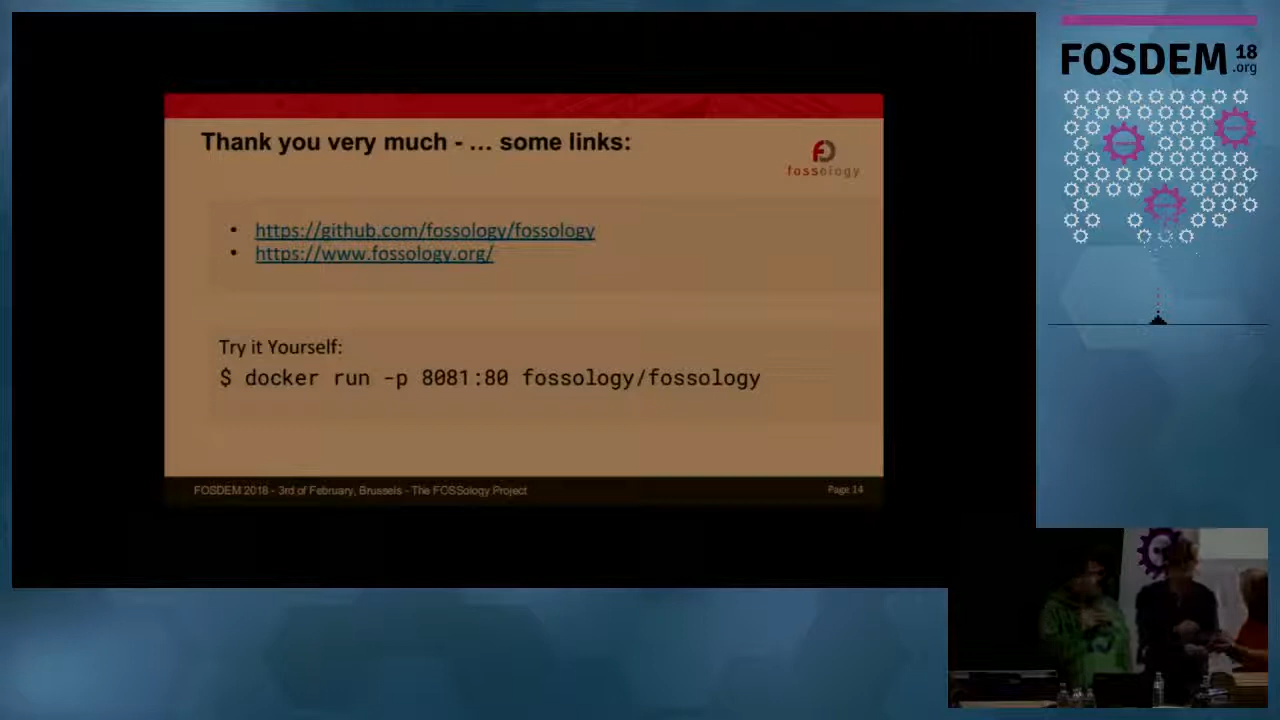 Thank you very much - ... some links:
fossology
• https://github.com/fossology/fossology
• https://www.fossology.org/
Try it Yourself:
$ docker run -p 8081:80 fossology/fossology
FOSDEM 2018 - 3rd of February, Brussels - The FOSSology Project
Page 14
FOSDEM 18
.org